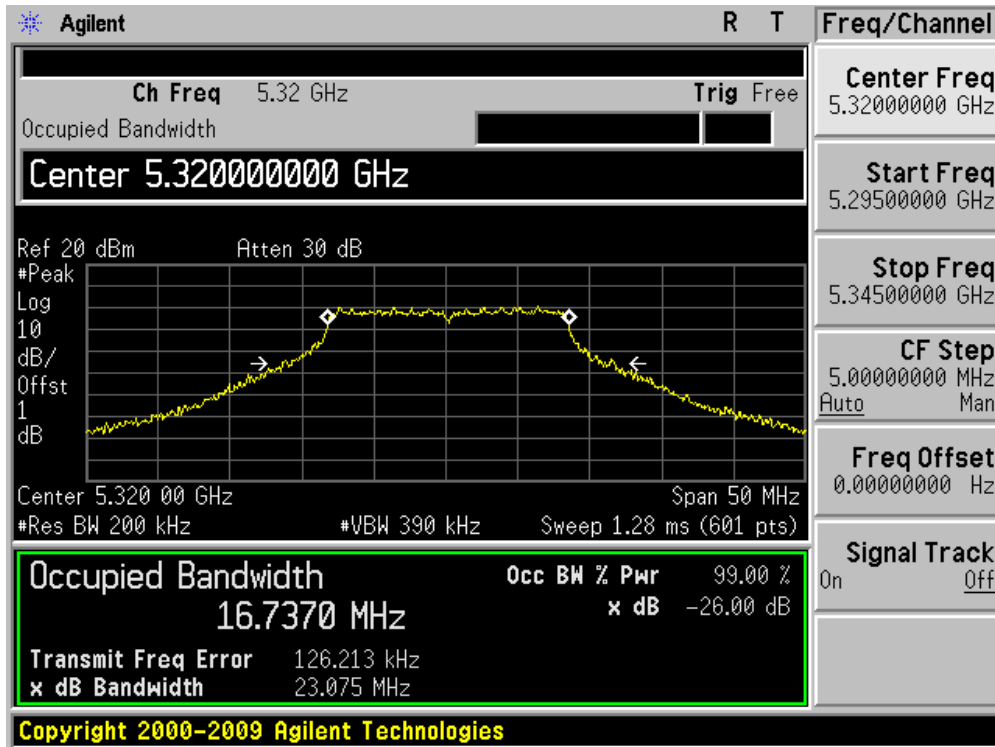 Agilent R T
Ch Freq 5.32 GHz Trig Free
Occupied Bandwidth
Center 5.320000000 GHz
Ref 20 dBm Atten 30 dB
#Peak
Log
10
dB/
Offst
1
dB
Center 5.320 00 GHz Span 50 MHz
#Res BW 200 kHz #VBW 390 kHz Sweep 1.28 ms (601 pts)
Occupied Bandwidth
16.7370 MHz
Occ BW % Pwr 99.00 %
x dB -26.00 dB
Transmit Freq Error 126.213 kHz
x dB Bandwidth 23.075 MHz
Copyright 2000-2009 Agilent Technologies
Freq/Channel
Center Freq
5.32000000 GHz
Start Freq
5.29500000 GHz
Stop Freq
5.34500000 GHz
CF Step
5.00000000 MHz
Auto Man
Freq Offset
0.00000000 Hz
Signal Track
On Off